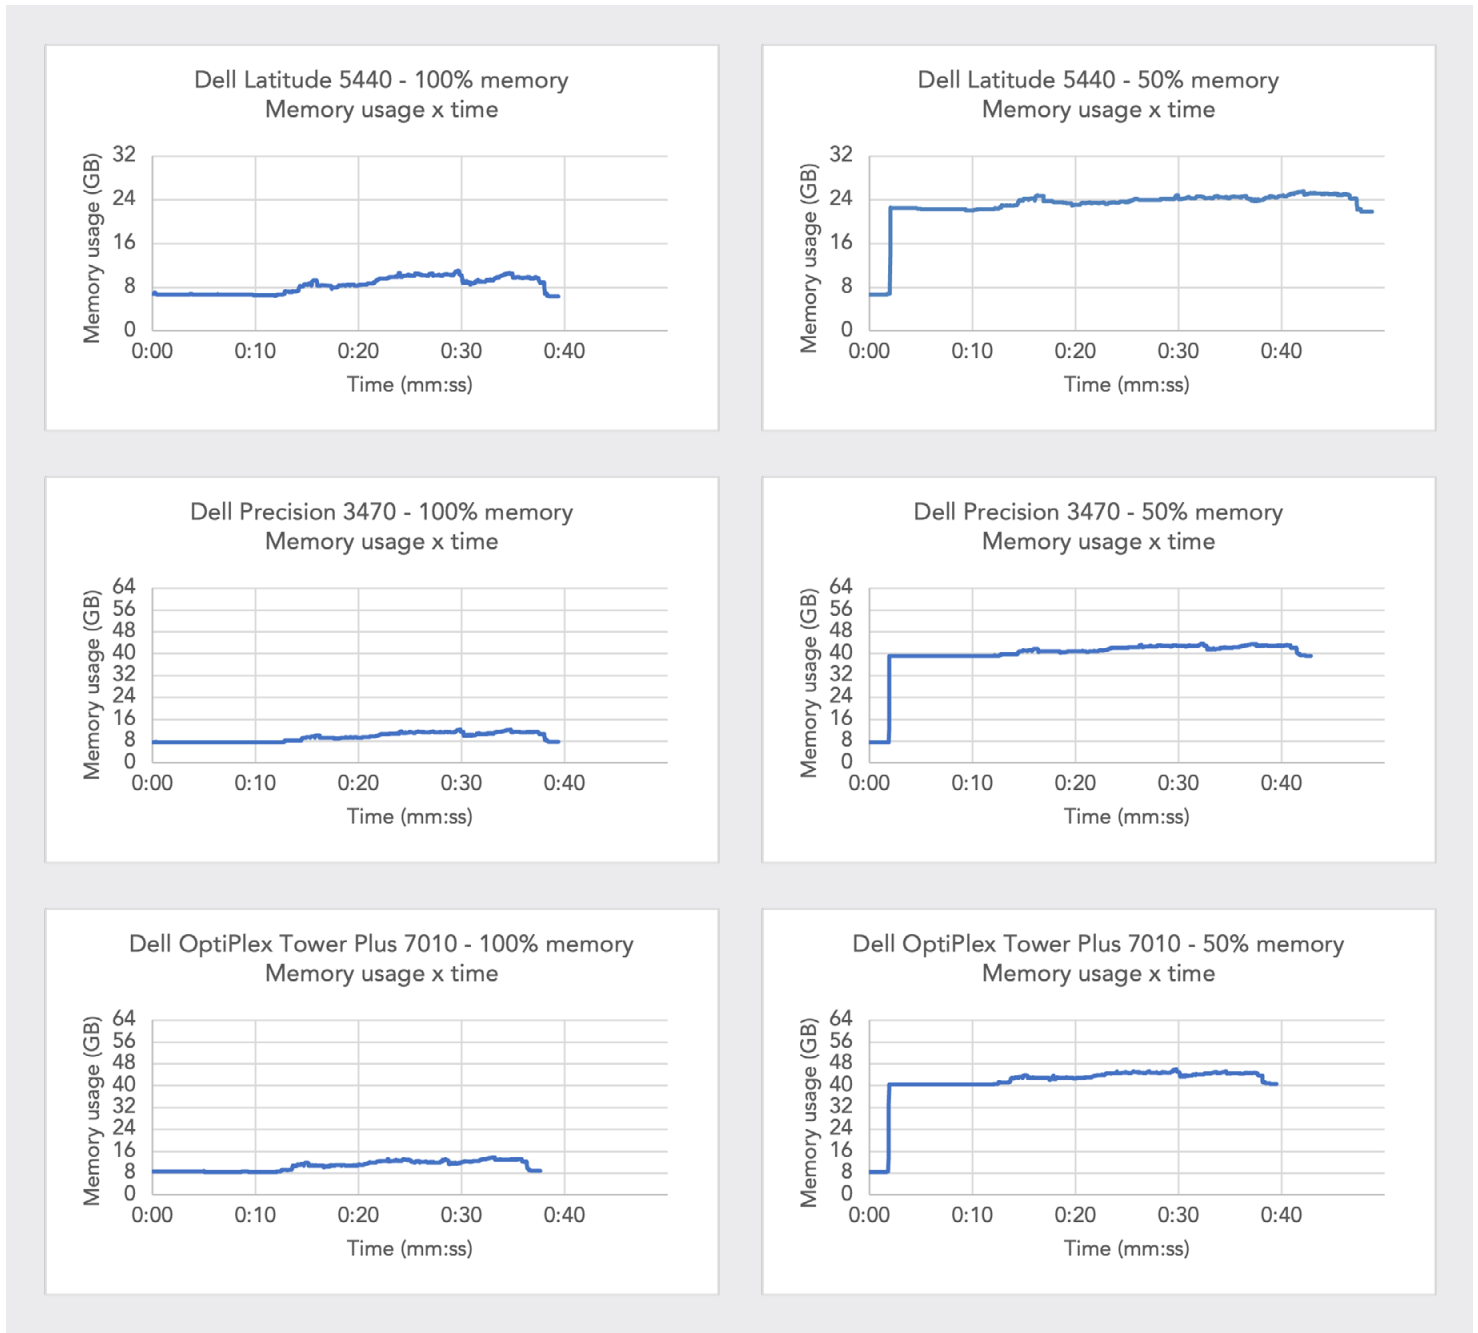 Dell Latitude 5440 - 100% memory
Memory usage x time
Memory usage (GB)
32
24
16
8
0
0:00 0:10 0:20 0:30 0:40
Time (mm:ss)
Dell Latitude 5440 - 50% memory
Memory usage x time
Memory usage (GB)
32
24
16
8
0
0:00 0:10 0:20 0:30 0:40
Time (mm:ss)
Dell Precision 3470 - 100% memory
Memory usage x time
Memory usage (GB)
64
56
48
40
32
24
16
8
0
0:00 0:10 0:20 0:30 0:40
Time (mm:ss)
Dell Precision 3470 - 50% memory
Memory usage x time
Memory usage (GB)
64
56
48
40
32
24
16
8
0
0:00 0:10 0:20 0:30 0:40
Time (mm:ss)
Dell OptiPlex Tower Plus 7010 - 100% memory
Memory usage x time
Memory usage (GB)
64
56
48
40
32
24
16
8
0
0:00 0:10 0:20 0:30 0:40
Time (mm:ss)
Dell OptiPlex Tower Plus 7010 - 50% memory
Memory usage x time
Memory usage (GB)
64
56
48
40
32
24
16
8
0
0:00 0:10 0:20 0:30 0:40
Time (mm:ss)